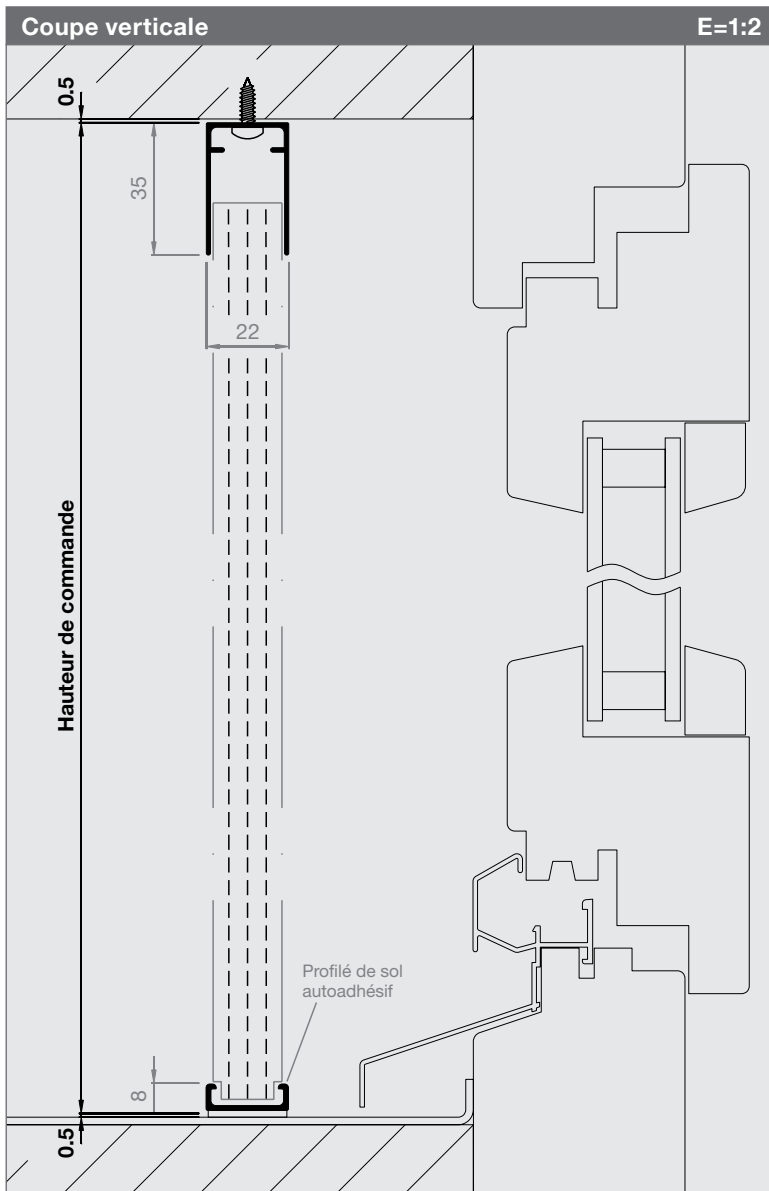 Coupe verticale
E=1:2
0.5
35
22
Hauteur de commande
Profilé de sol
autoadhésif
8
0.5